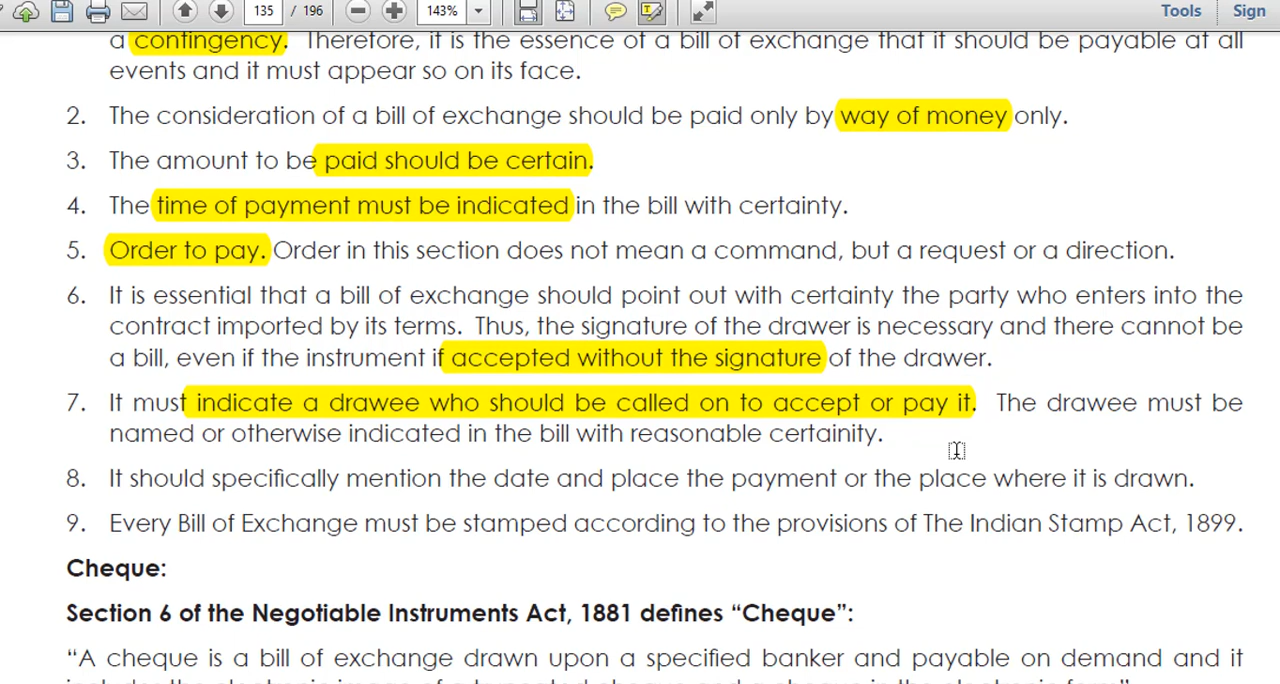 135 / 196 143% Tools Sign
a contingency. Therefore, it is the essence of a bill of exchange that it should be payable at all
events and it must appear so on its face.
2. The consideration of a bill of exchange should be paid only by way of money only.
3. The amount to be paid should be certain.
4. The time of payment must be indicated in the bill with certainty.
5. Order to pay. Order in this section does not mean a command, but a request or a direction.
6. It is essential that a bill of exchange should point out with certainty the party who enters into the
contract imported by its terms. Thus, the signature of the drawer is necessary and there cannot be
a bill, even if the instrument if accepted without the signature of the drawer.
7. It must indicate a drawee who should be called on to accept or pay it. The drawee must be
named or otherwise indicated in the bill with reasonable certainity.
8. It should specifically mention the date and place the payment or the place where it is drawn.
9. Every Bill of Exchange must be stamped according to the provisions of The Indian Stamp Act, 1899.
Cheque:
Section 6 of the Negotiable Instruments Act, 1881 defines “Cheque”:
“A cheque is a bill of exchange drawn upon a specified banker and payable on demand and it